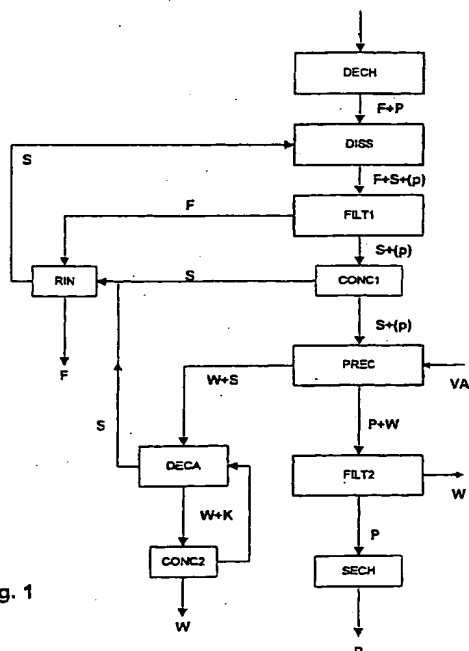 DECH
F+P
DISS
S
F+S+(p)
F
FILT1
S+(p)
RIN
S
CONC1
S+(p)
F
W+S
PREC
VA
S
P+W
DECA
FILT2
W
W+K
P
CONC2
SECH
g. 1
W